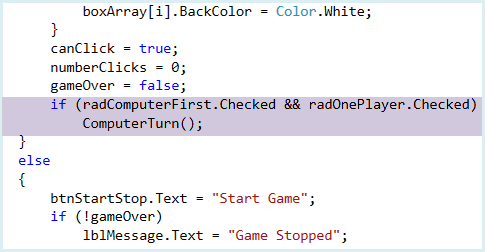 boxArray[i].BackColor = Color.White;
}
canClick = true;
numberClicks = 0;
gameOver = false;
if (radComputerFirst.Checked && radOnePlayer.Checked)
ComputerTurn();
}
else
{
btnStartStop.Text = "Start Game";
if (!gameOver)
lblMessage.Text = "Game Stopped";